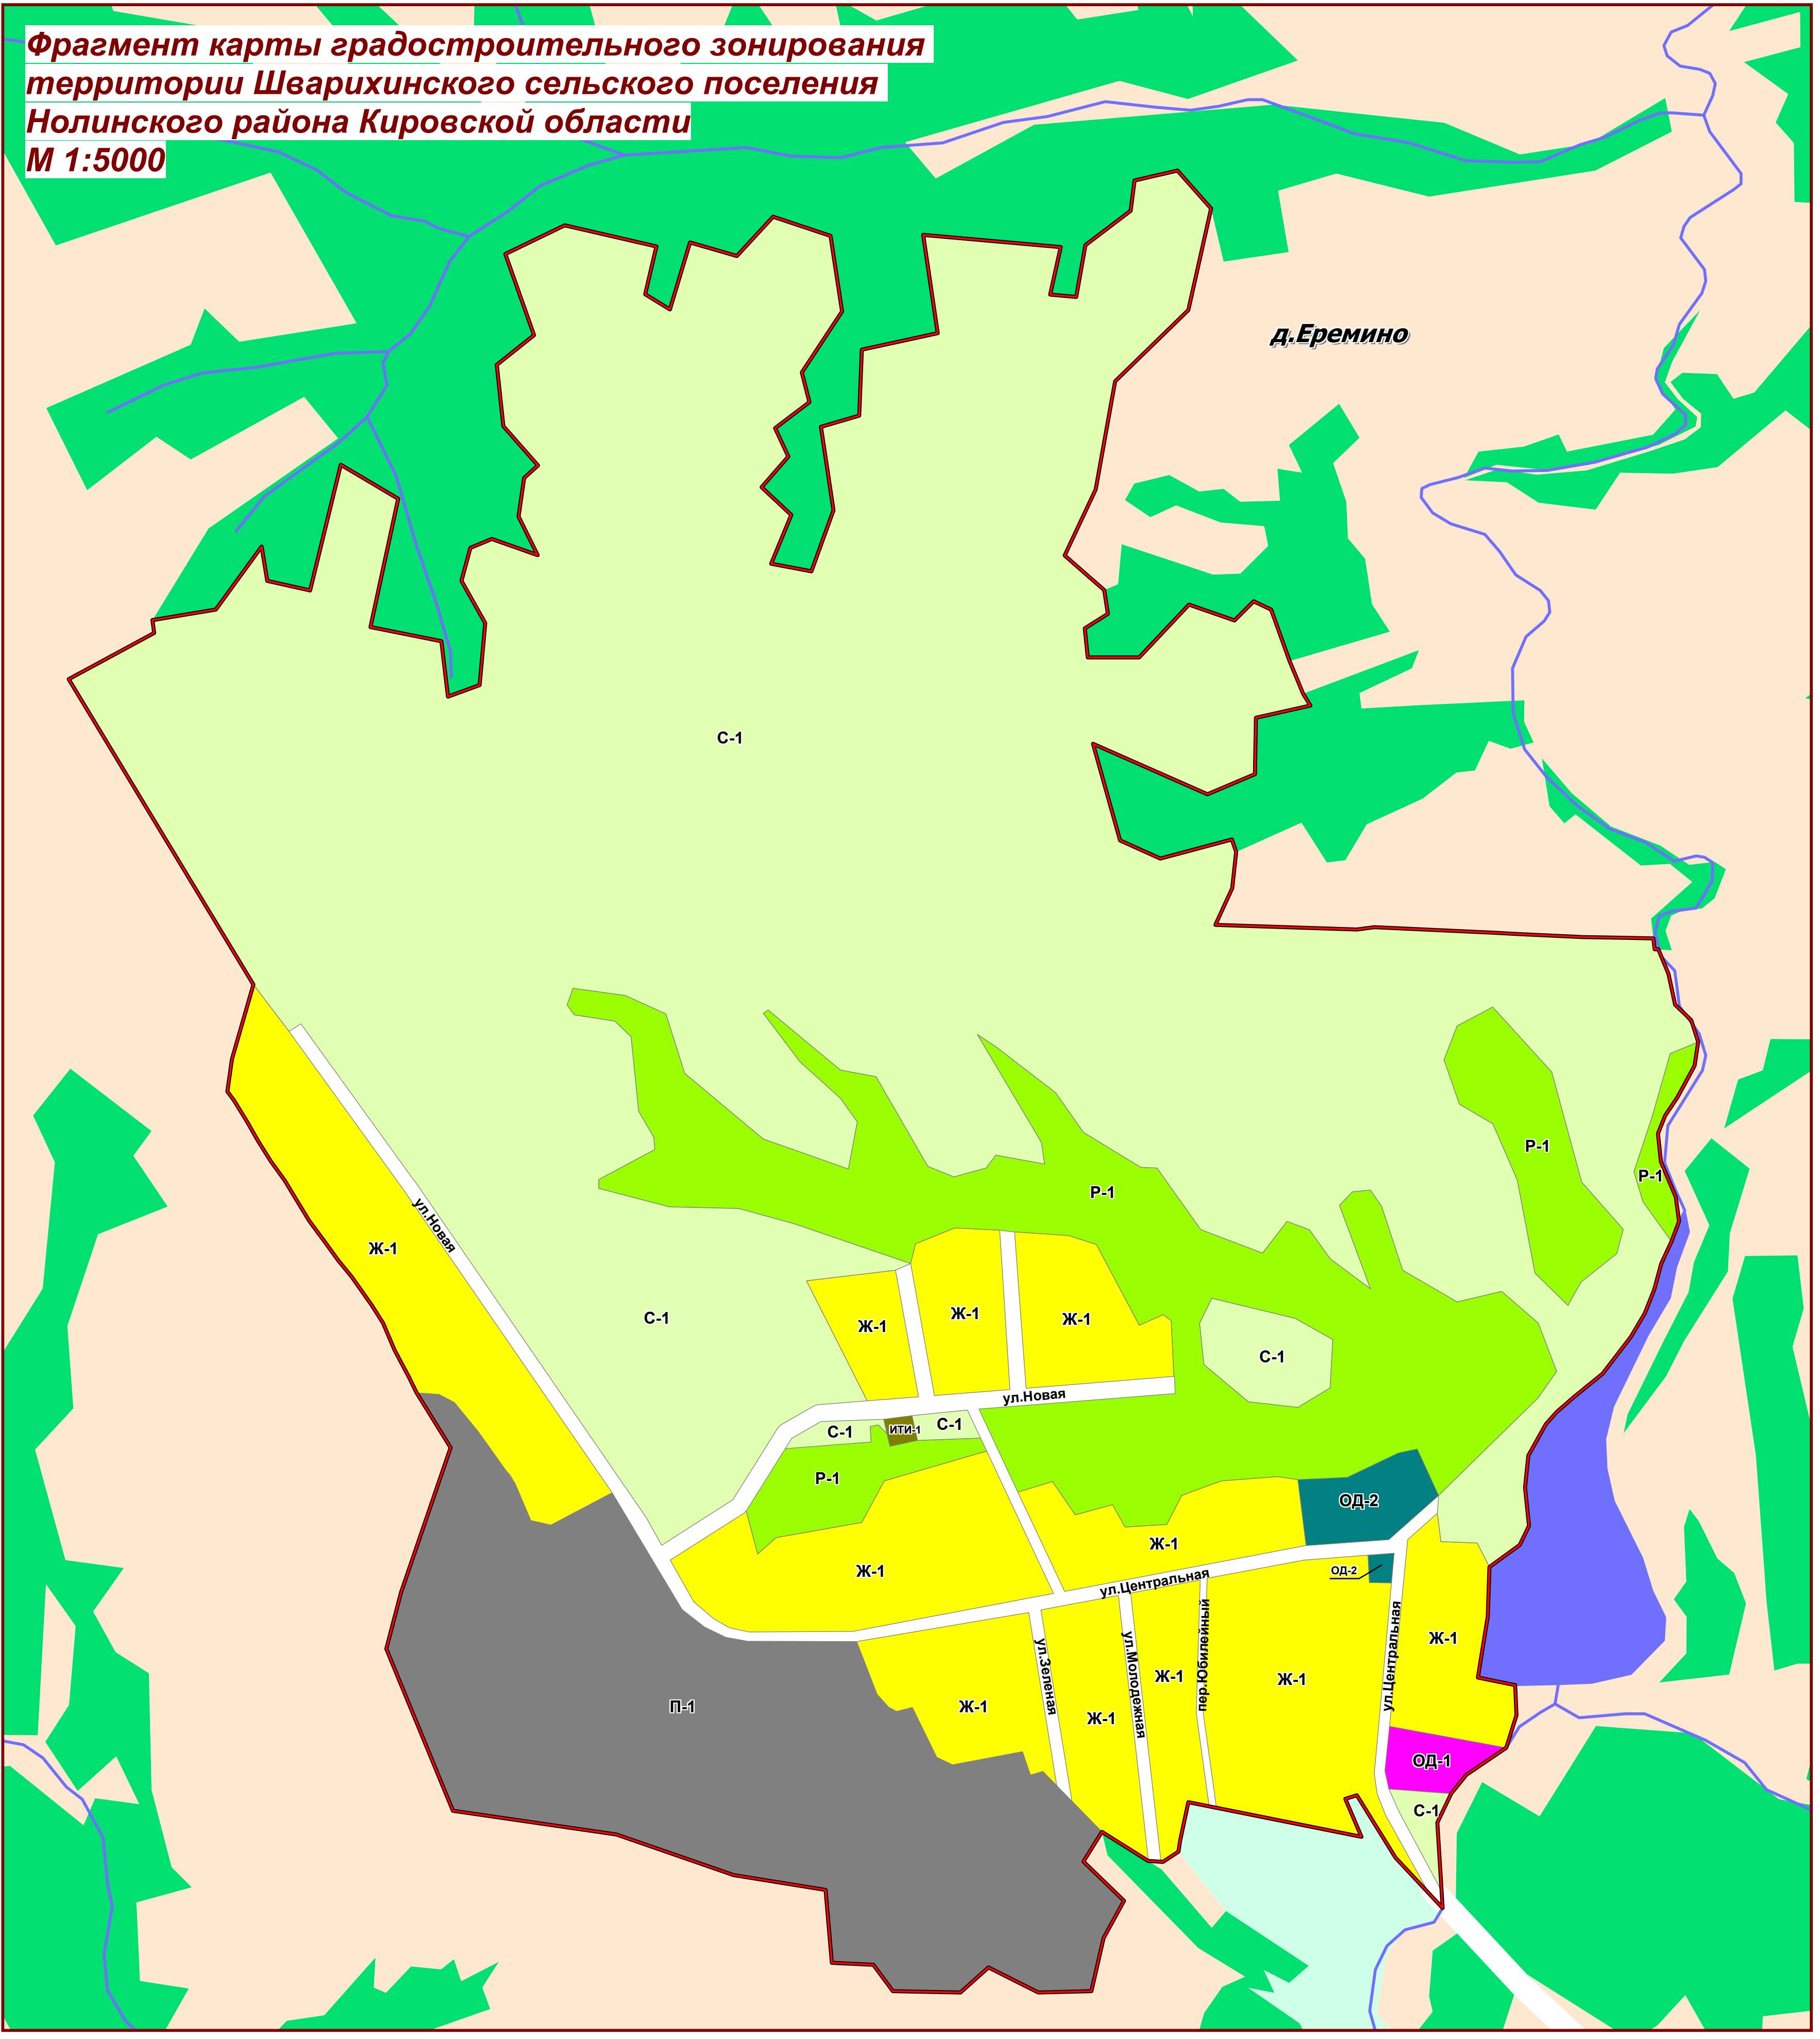 Фрагмент карты градостроительного зонирования
территории Шварихинского сельского поселения
Нолинского района Кировской области
М 1:5000
д.Еремино
С-1
Р-1
Р-1
Р-1
ул.Новая
Ж-1
С-1
Ж-1
Ж-1
Ж-1
С-1
ул.Новая
С-1
ИТИ-1
С-1
Р-1
ОД-2
Ж-1
Ж-1
ОД-2
ул.Центральная
ул.Зеленая
ул.Молодежная
пер.Юбилейный
ул.Центральная
Ж-1
Ж-1
Ж-1
П-1
Ж-1
Ж-1
ОД-1
С-1